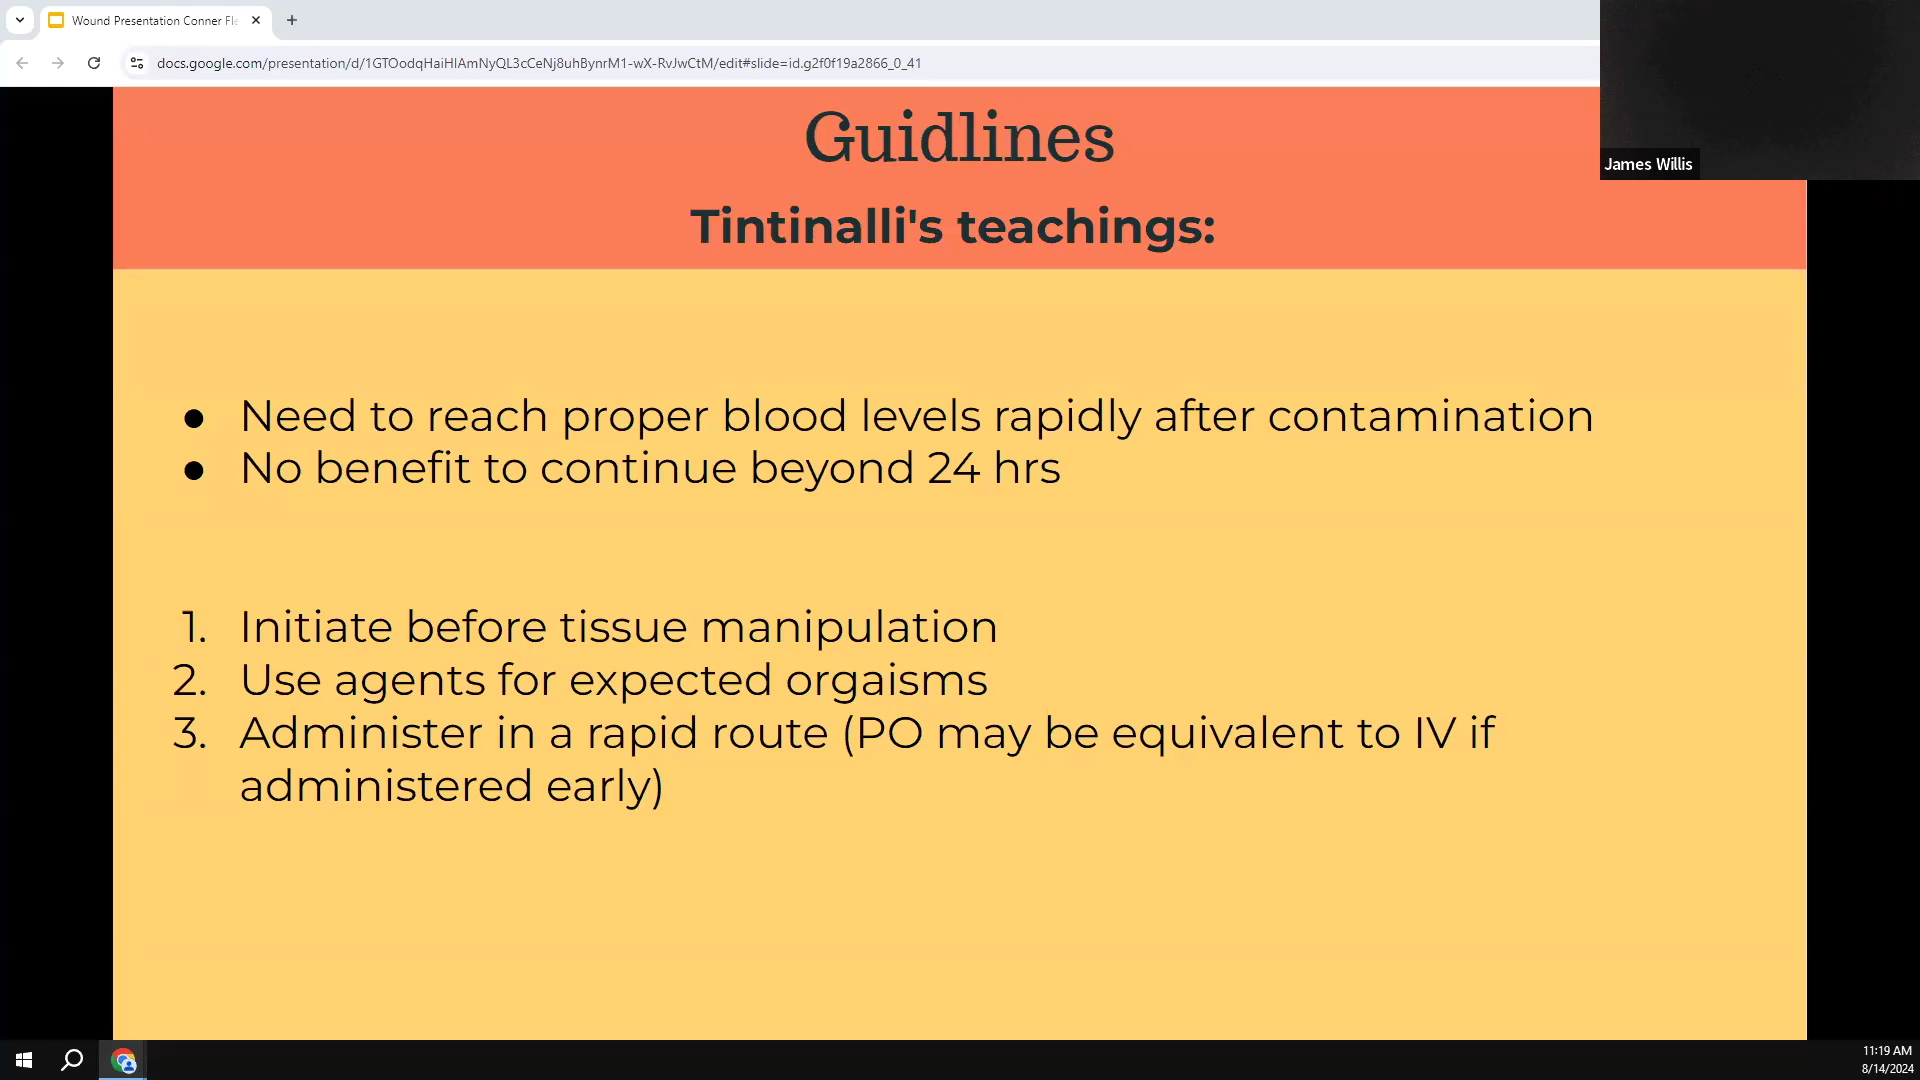 Wound Presentation Conner Fle
docs.google.com/presentation/d/1GTOodqHaiHlAmNyQL3cCeNj8uhBynrM1-wX-RvJwCtM/edit#slide=id.g2f0f19a2866_0_41
James Willis
Guidlines
Tintinalli's teachings:
● Need to reach proper blood levels rapidly after contamination
● No benefit to continue beyond 24 hrs
1. Initiate before tissue manipulation
2. Use agents for expected orgaisms
3. Administer in a rapid route (PO may be equivalent to IV if
administered early)
11:19 AM
8/14/2024